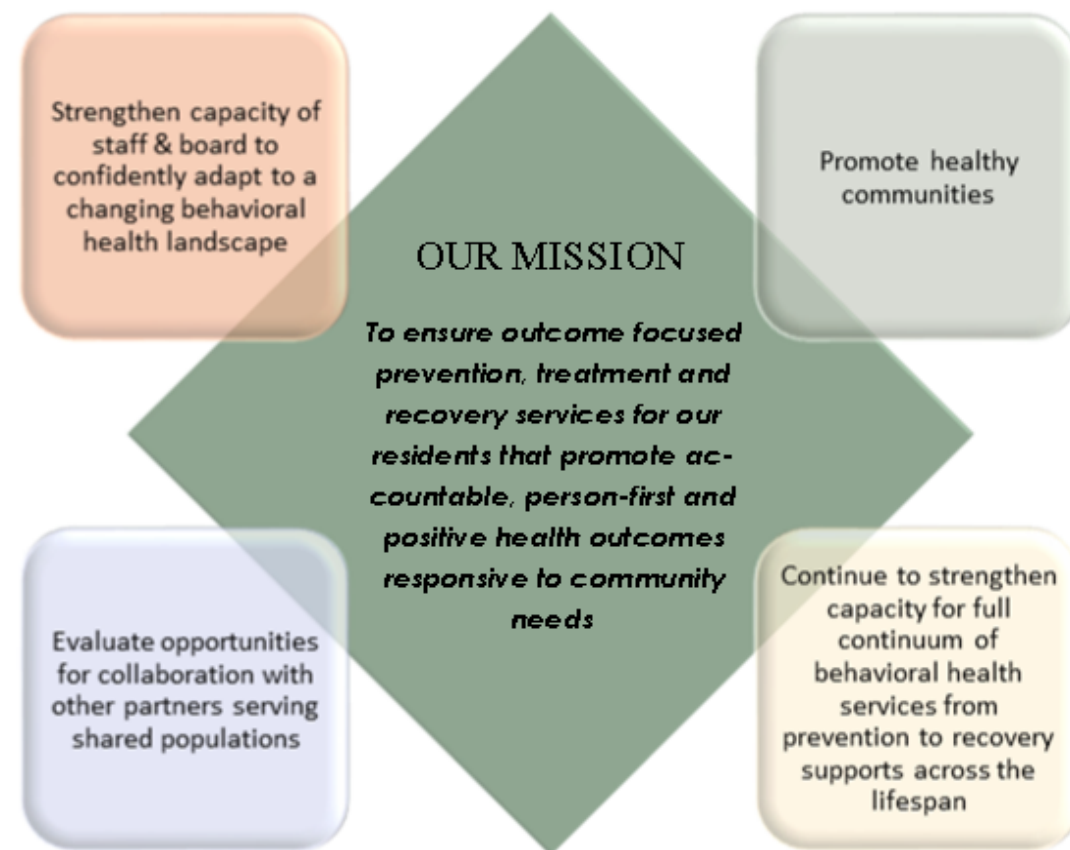 Strengthen capacity of
staff & board to
confidently adapt to a
changing behavioral
health landscape
Promote healthy
communities
OUR MISSION
To ensure outcome focused
prevention, treatment and
recovery services for our
residents that promote ac-
countable, person-first and
positive health outcomes
responsive to community
needs
Evaluate opportunities
for collaboration with
other partners serving
shared populations
Continue to strengthen
capacity for full
continuum of
behavioral health
services from
prevention to recovery
supports across the
lifespan